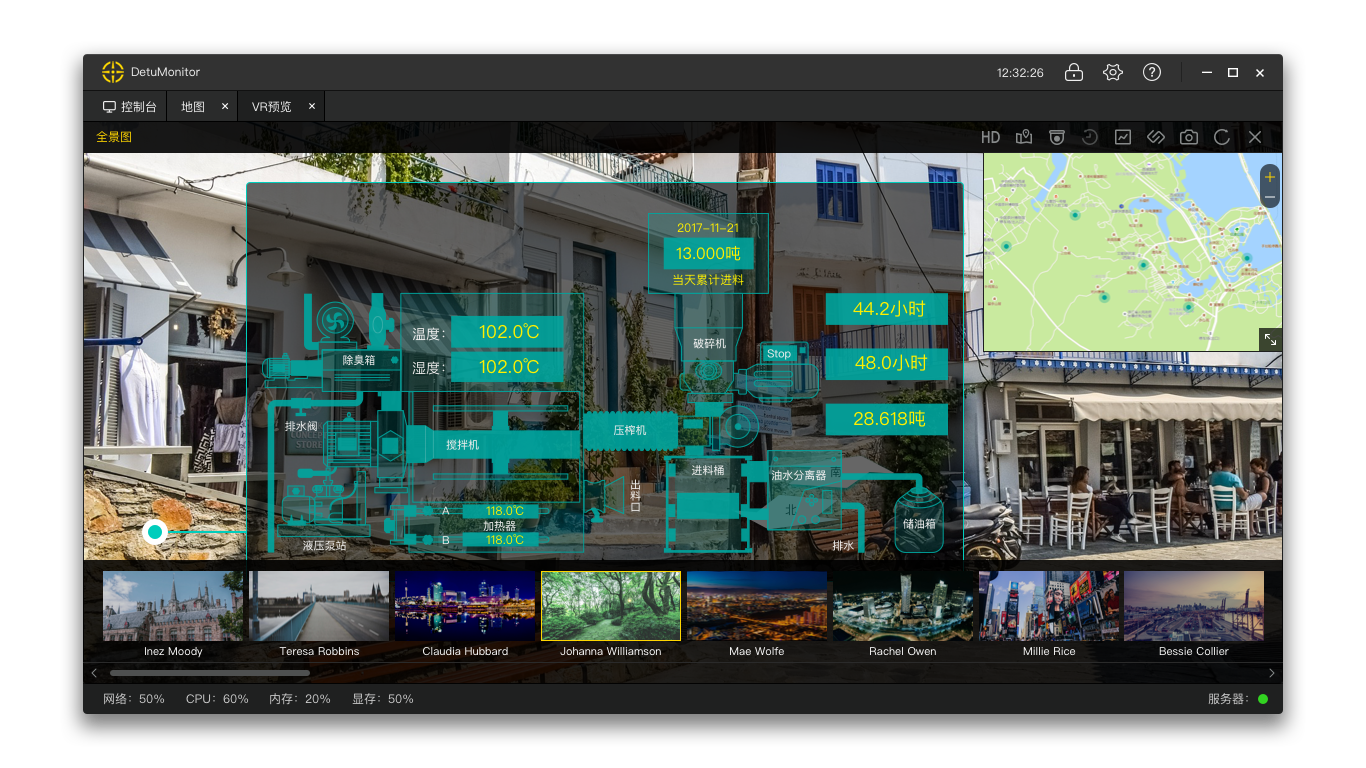 DetuMonitor
12:32:26
控制台
地图
VR预览
全景图
HD
2017-11-21
13.000吨
当天累计进料
44.2小时
温度：
102.0℃
破碎机
Stop
除臭箱
湿度：
102.0℃
48.0小时
28.618吨
排水阀
CONCEPT
STORE
搅拌机
压榨机
进料桶
油水分离器
南
出料口
A
118.0℃
加热器
B
118.0℃
北
储油箱
液压泵站
排水
Inez Moody
Teresa Robbins
Claudia Hubbard
Johanna Williamson
Mae Wolfe
Rachel Owen
Millie Rice
Bessie Collier
网络：50%
CPU：60%
内存：20%
显存：50%
服务器：